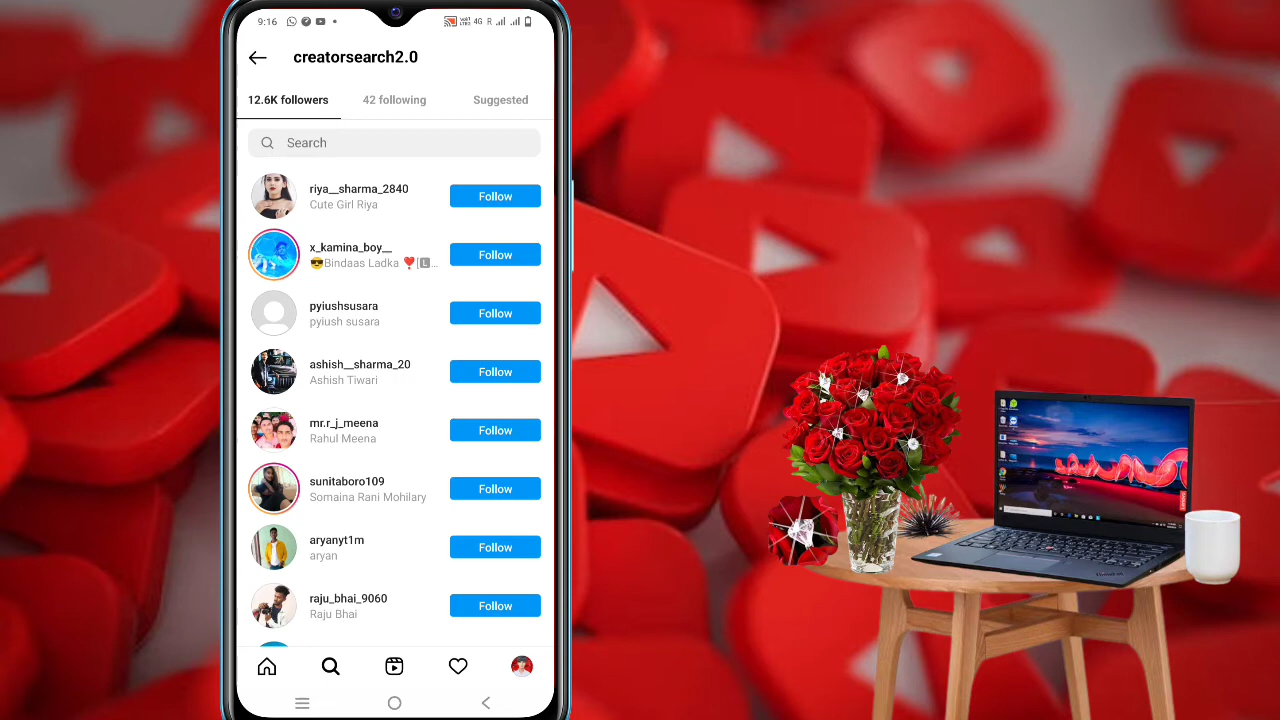 9:16
4G R
creatorsearch2.0
12.6K followers 42 following Suggested
Search
riya__sharma_2840
Cute Girl Riya
Follow
x_kamina_boy__
😎Bindaas Ladka ❣️[🅻...
Follow
pyiushsusara
pyiush susara
Follow
ashish__sharma_20
Ashish Tiwari
Follow
mr.r_j_meena
Rahul Meena
Follow
sunitaboro109
Somaina Rani Mohilary
Follow
aryanyt1m
aryan
Follow
raju_bhai_9060
Raju Bhai
Follow